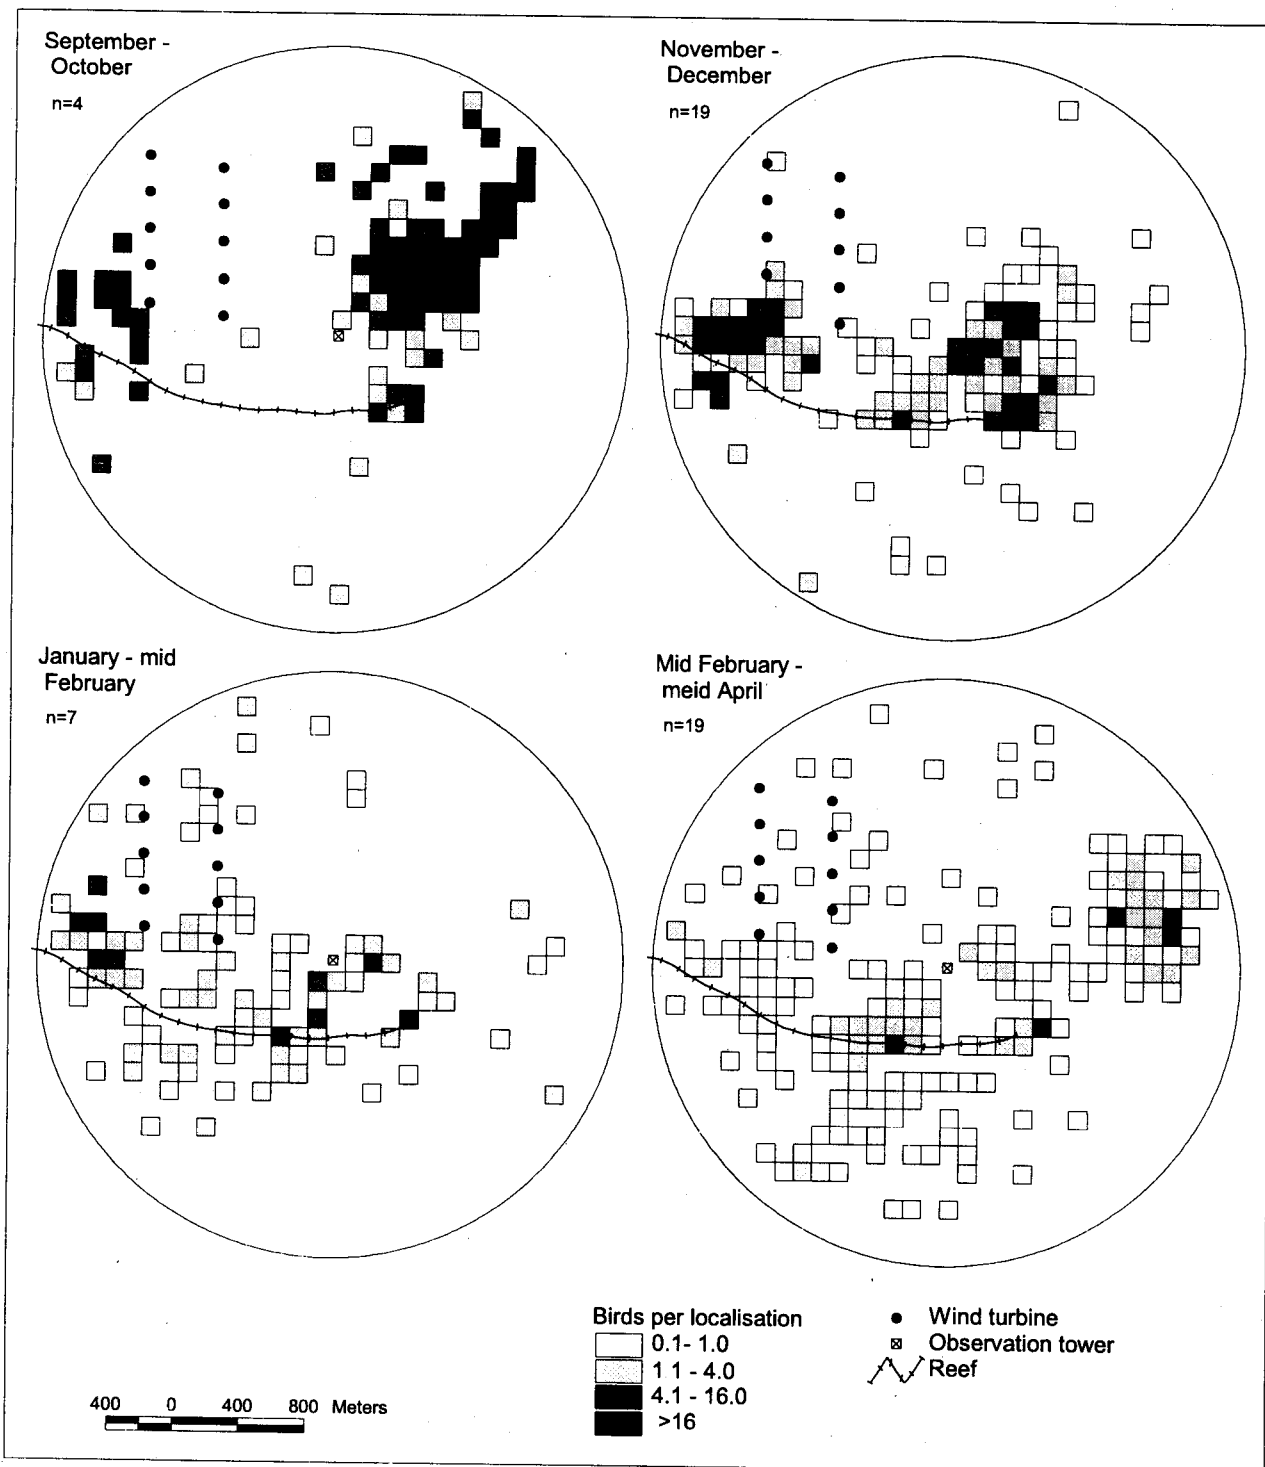 September -
October
n=4
November -
December
n=19
January - mid
February
n=7
Mid February -
meid April
n=19
Birds per localisation
0.1- 1.0
1.1 - 4.0
4.1 - 16.0
>16
Wind turbine
Observation tower
Reef
400 0 400 800 Meters